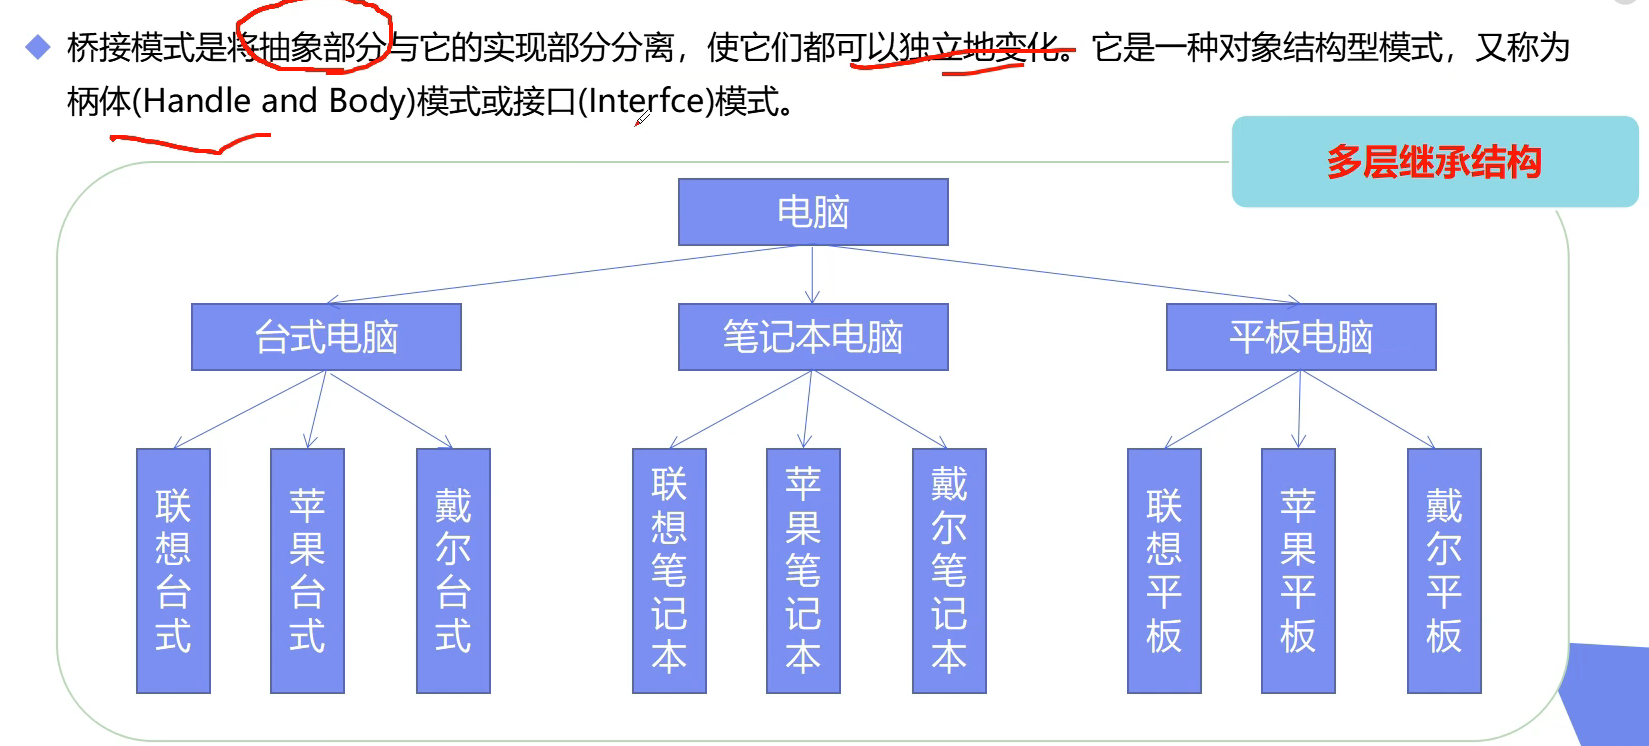 桥接模式是将抽象部分与它的实现部分分离，使它们都可以独立地变化。它是一种对象结构型模式，又称为
柄体(Handle and Body)模式或接口(Interfce)模式。
多层继承结构
电脑
台式电脑
笔记本电脑
平板电脑
联想台式
苹果台式
戴尔台式
联想笔记本
苹果笔记本
戴尔笔记本
联想平板
苹果平板
戴尔平板